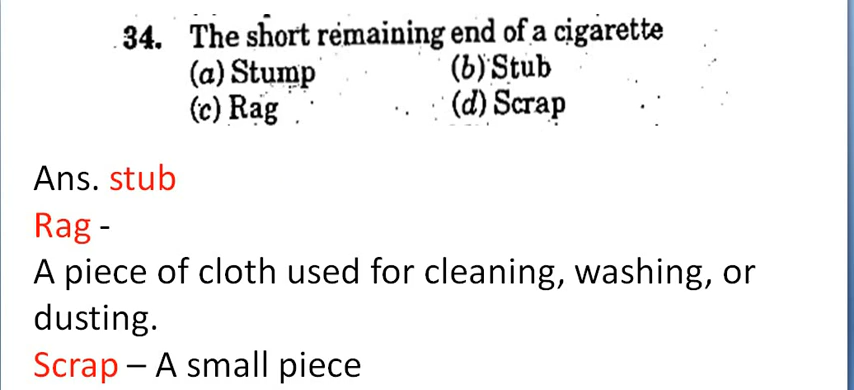 34. The short remaining end of a cigarette
(a) Stump (b) Stub
(c) Rag (d) Scrap
Ans. stub
Rag -
A piece of cloth used for cleaning, washing, or
dusting.
Scrap – A small piece